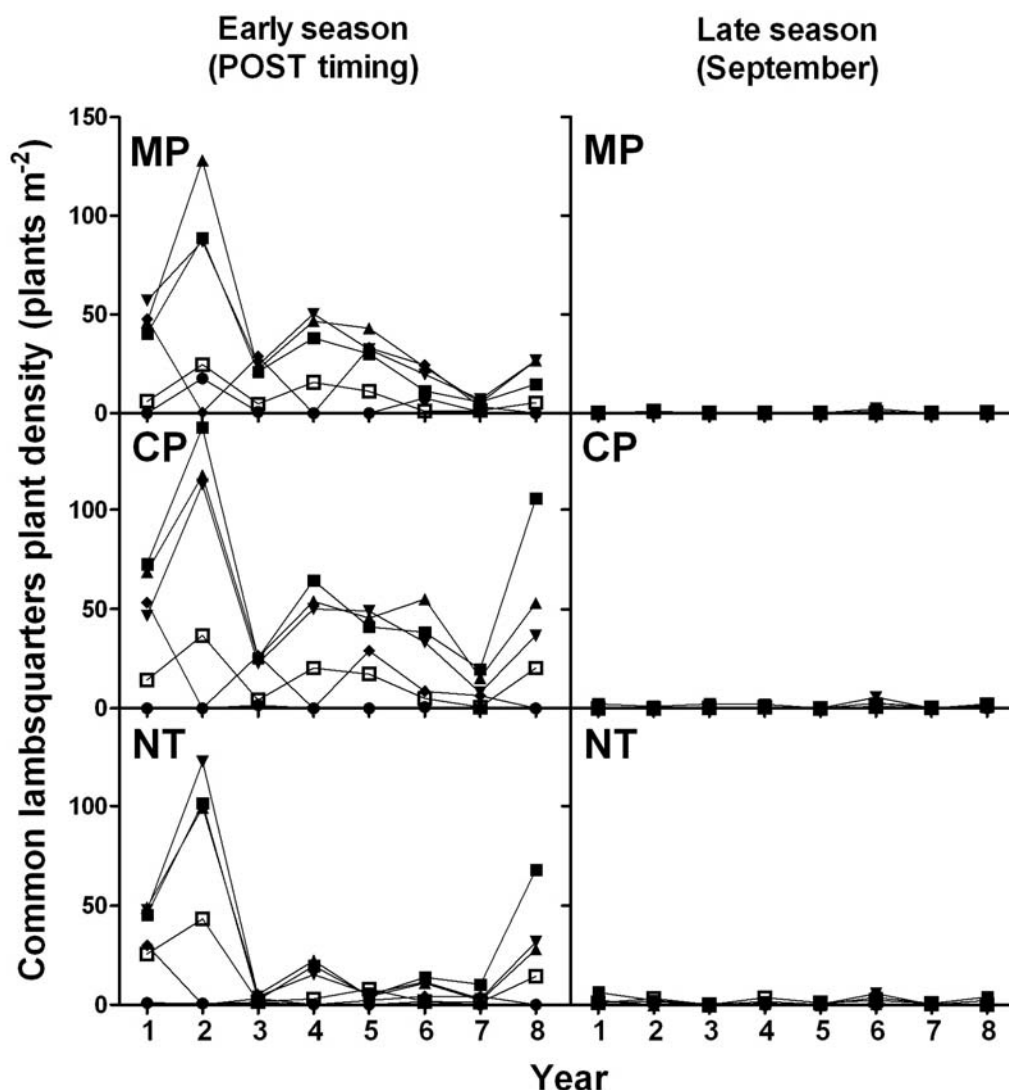 Early season
(POST timing)
Late season
(September)
Common lambsquarters plant density (plants m⁻²)
150
100
50
0
MP
MP
100
50
0
CP
CP
100
50
0
NT
NT
1 2 3 4 5 6 7 8
1 2 3 4 5 6 7 8
Year